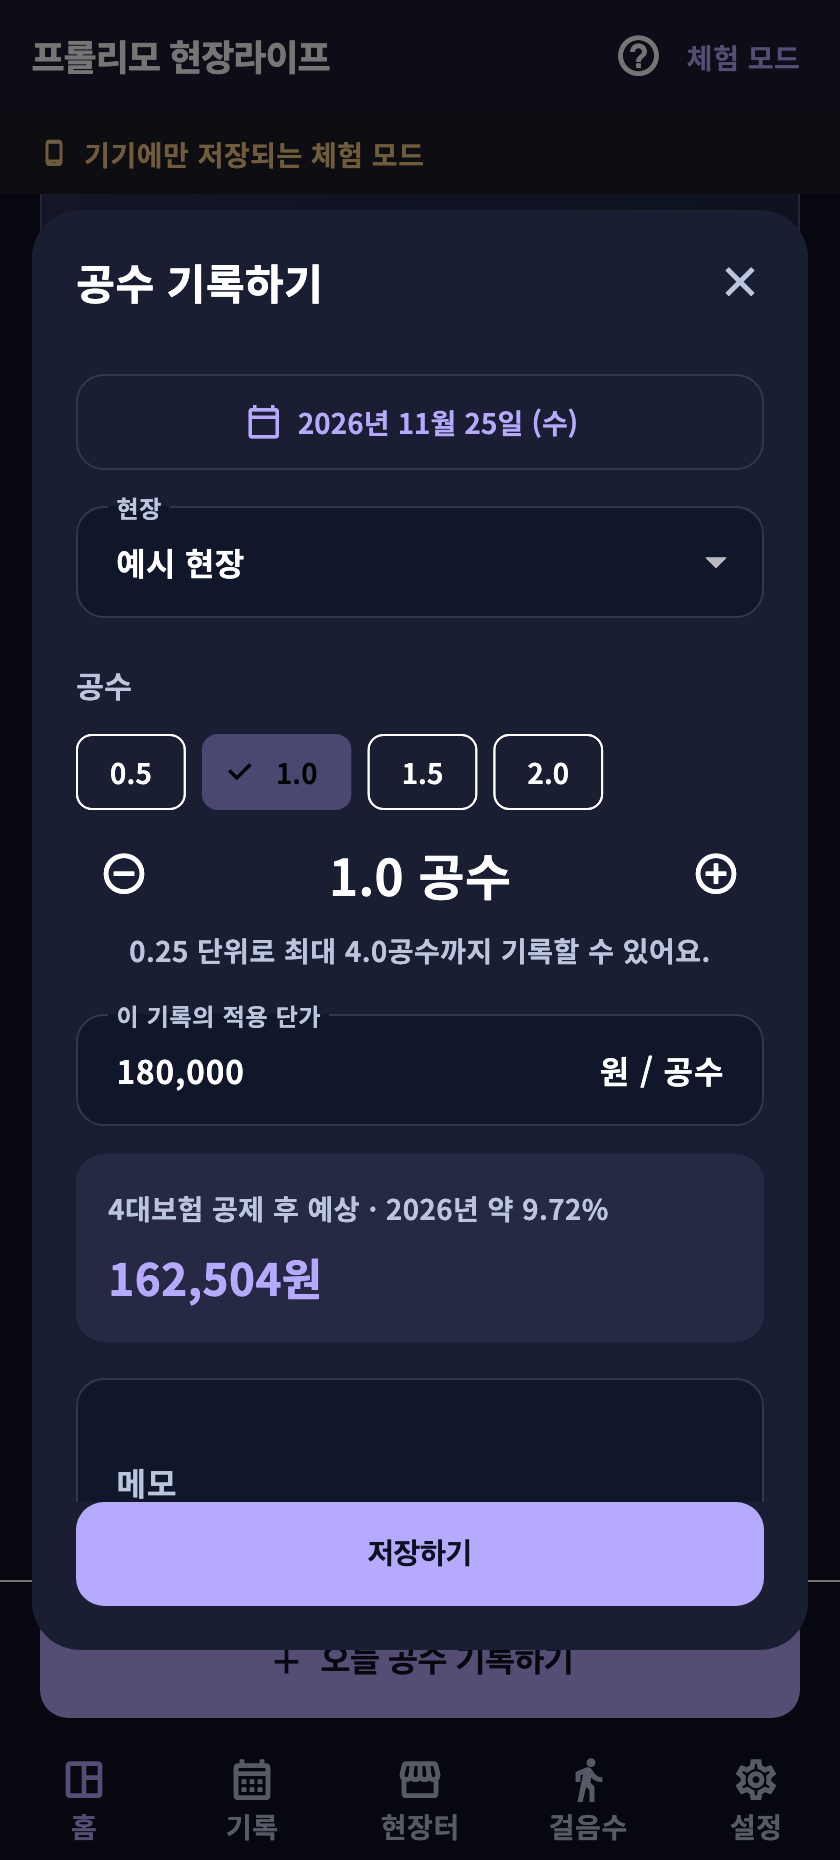 프롤리모 현장라이프
체험 모드
기기에만 저장되는 체험 모드
공수 기록하기
2026년 11월 25일 (수)
현장
예시 현장
공수
0.5
1.0
1.5
2.0
1.0 공수
0.25 단위로 최대 4.0공수까지 기록할 수 있어요.
이 기록의 적용 단가
180,000
원 / 공수
4대보험 공제 후 예상 · 2026년 약 9.72%
162,504원
메모
저장하기
+ 오늘 공수 기록하기
홈
기록
현장터
걸음수
설정